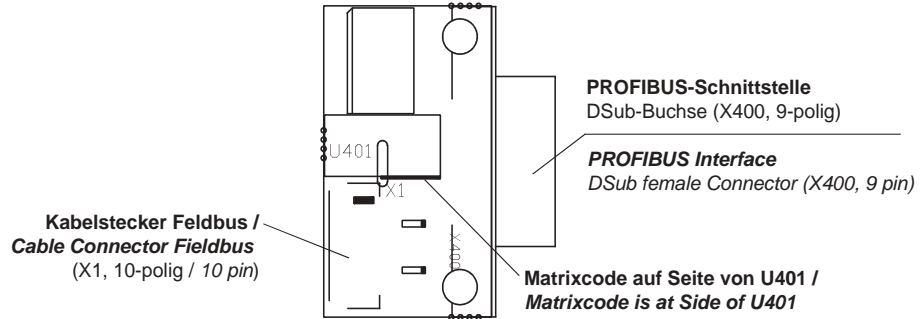 PROFIBUS-Schnittstelle
DSub-Buchse (X400, 9-polig)
PROFIBUS Interface
DSub female Connector (X400, 9 pin)
U401
X1
X400
Kabelstecker Feldbus /
Cable Connector Fieldbus
(X1, 10-polig / 10 pin)
Matrixcode auf Seite von U401 /
Matrixcode is at Side of U401